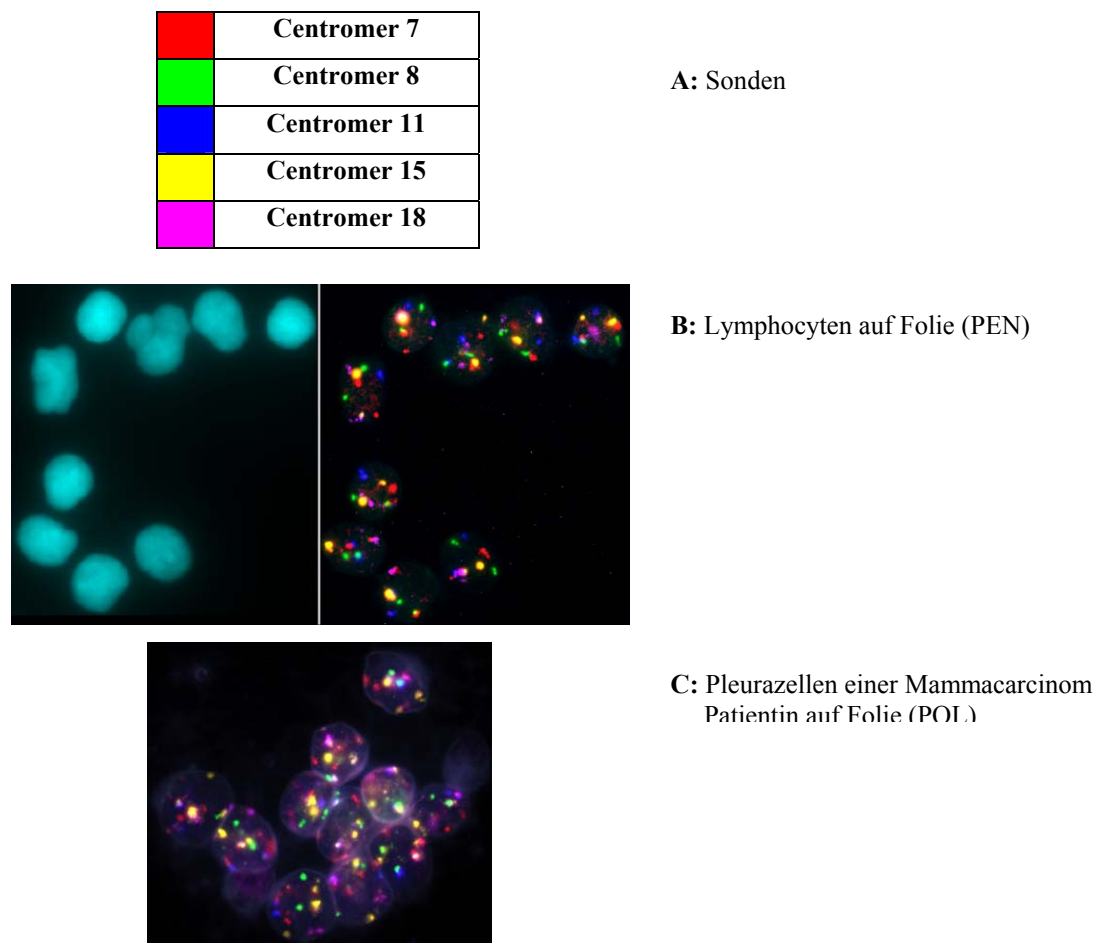 Centromer 7
Centromer 8
Centromer 11
Centromer 15
Centromer 18
A: Sonden
B: Lymphocyten auf Folie (PEN)
C: Pleurazellen einer Mammacarcinom
Patientin auf Folie (POL)